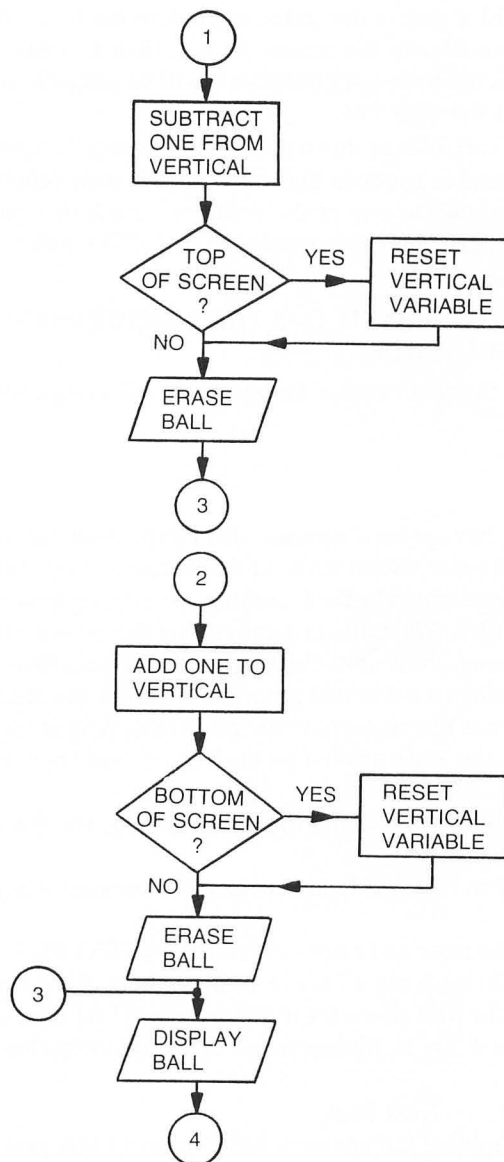 1
SUBTRACT
ONE FROM
VERTICAL
TOP
OF SCREEN
?
YES
RESET
VERTICAL
VARIABLE
NO
ERASE
BALL
3
2
ADD ONE TO
VERTICAL
BOTTOM
OF SCREEN
?
YES
RESET
VERTICAL
VARIABLE
NO
ERASE
BALL
3
DISPLAY
BALL
4